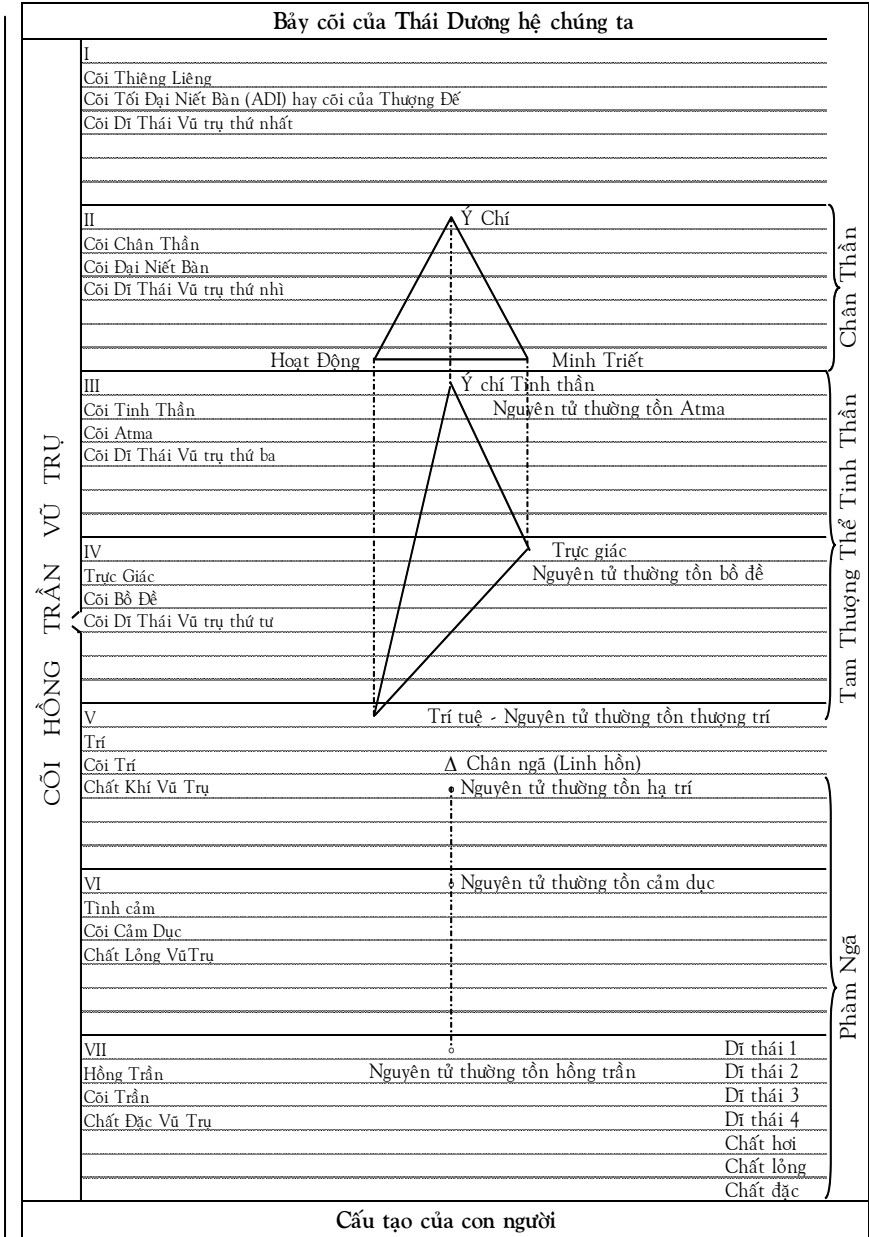 Bảy cõi của Thái Dương hệ chúng ta
I
Cõi Thiêng Liêng
Cõi Tối Đại Niết Bàn (ADI) hay cõi của Thượng Đế
Cõi Dĩ Thái Vũ trụ thứ nhất
II
Ý Chí
Cõi Chân Thần
Cõi Đại Niết Bàn
Cõi Dĩ Thái Vũ trụ thứ nhì
Hoạt Động Minh Triết
Chân Thần
III
Ý chí Tinh thần
Cõi Tinh Thần
Nguyên tử thường tồn Atma
Cõi Atma
Cõi Dĩ Thái Vũ trụ thứ ba
IV
Trực giác
Trực Giác
Nguyên tử thường tồn bồ đề
Cõi Bồ Đề
Cõi Dĩ Thái Vũ trụ thứ tư
Tam Thượng Thể Tinh Thần
CÕI HỒNG TRẦN VŨ TRỤ
V
Trí tuệ - Nguyên tử thường tồn thượng trí
Trí
Cõi Trí
Δ Chân ngã (Linh hồn)
Chất Khí Vũ Trụ
Nguyên tử thường tồn hạ trí
VI
Nguyên tử thường tồn cảm dục
Tình cảm
Cõi Cảm Dục
Chất Lỏng VũTrụ
Phàm Ngã
VII
Dĩ thái 1
Hồng Trần
Nguyên tử thường tồn hồng trần
Dĩ thái 2
Cõi Trần
Dĩ thái 3
Chất Đặc Vũ Trụ
Dĩ thái 4
Chất hơi
Chất lỏng
Chất đặc
Cấu tạo của con người